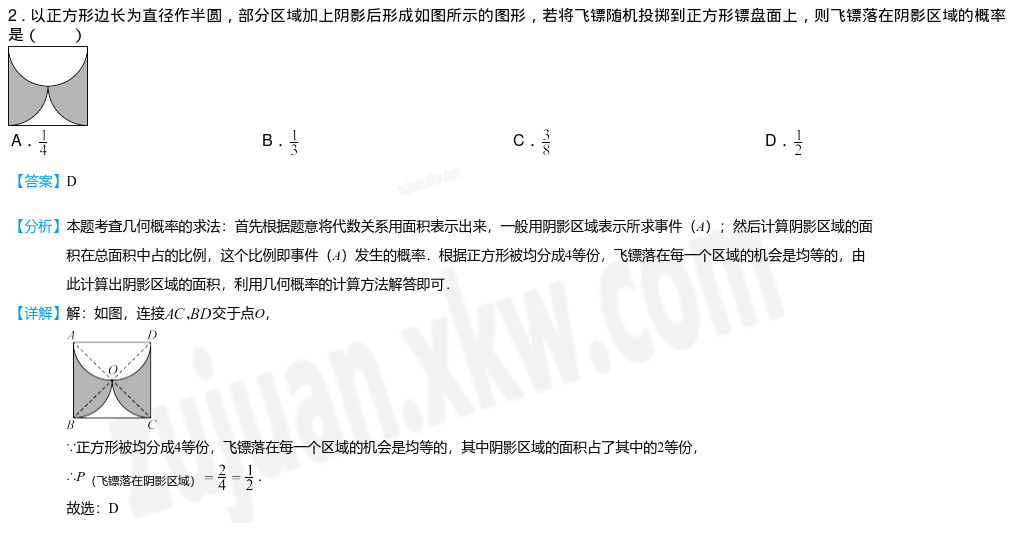 2．以正方形边长为直径作半圆，部分区域加上阴影后形成如图所示的图形，若将飞镖随机投掷到正方形镖盘面上，则飞镖落在阴影区域的概率
是（　　）
A．1/4　B．1/3　C．3/8　D．1/2
【答案】D
zujuan.xkw.com
【分析】本题考查几何概率的求法：首先根据题意将代数关系用面积表示出来，一般用阴影区域表示所求事件（A）；然后计算阴影区域的面
积在总面积中占的比例，这个比例即事件（A）发生的概率．根据正方形被均分成4等份，飞镖落在每一个区域的机会是均等的，由
此计算出阴影区域的面积，利用几何概率的计算方法解答即可．
【详解】解：如图，连接AC,BD交于点O，
A D
O
B C
∵正方形被均分成4等份，飞镖落在每一个区域的机会是均等的，其中阴影区域的面积占了其中的2等份，
∴P（飞镖落在阴影区域）=2/4=1/2．
故选：D
zujuan.xkw.com